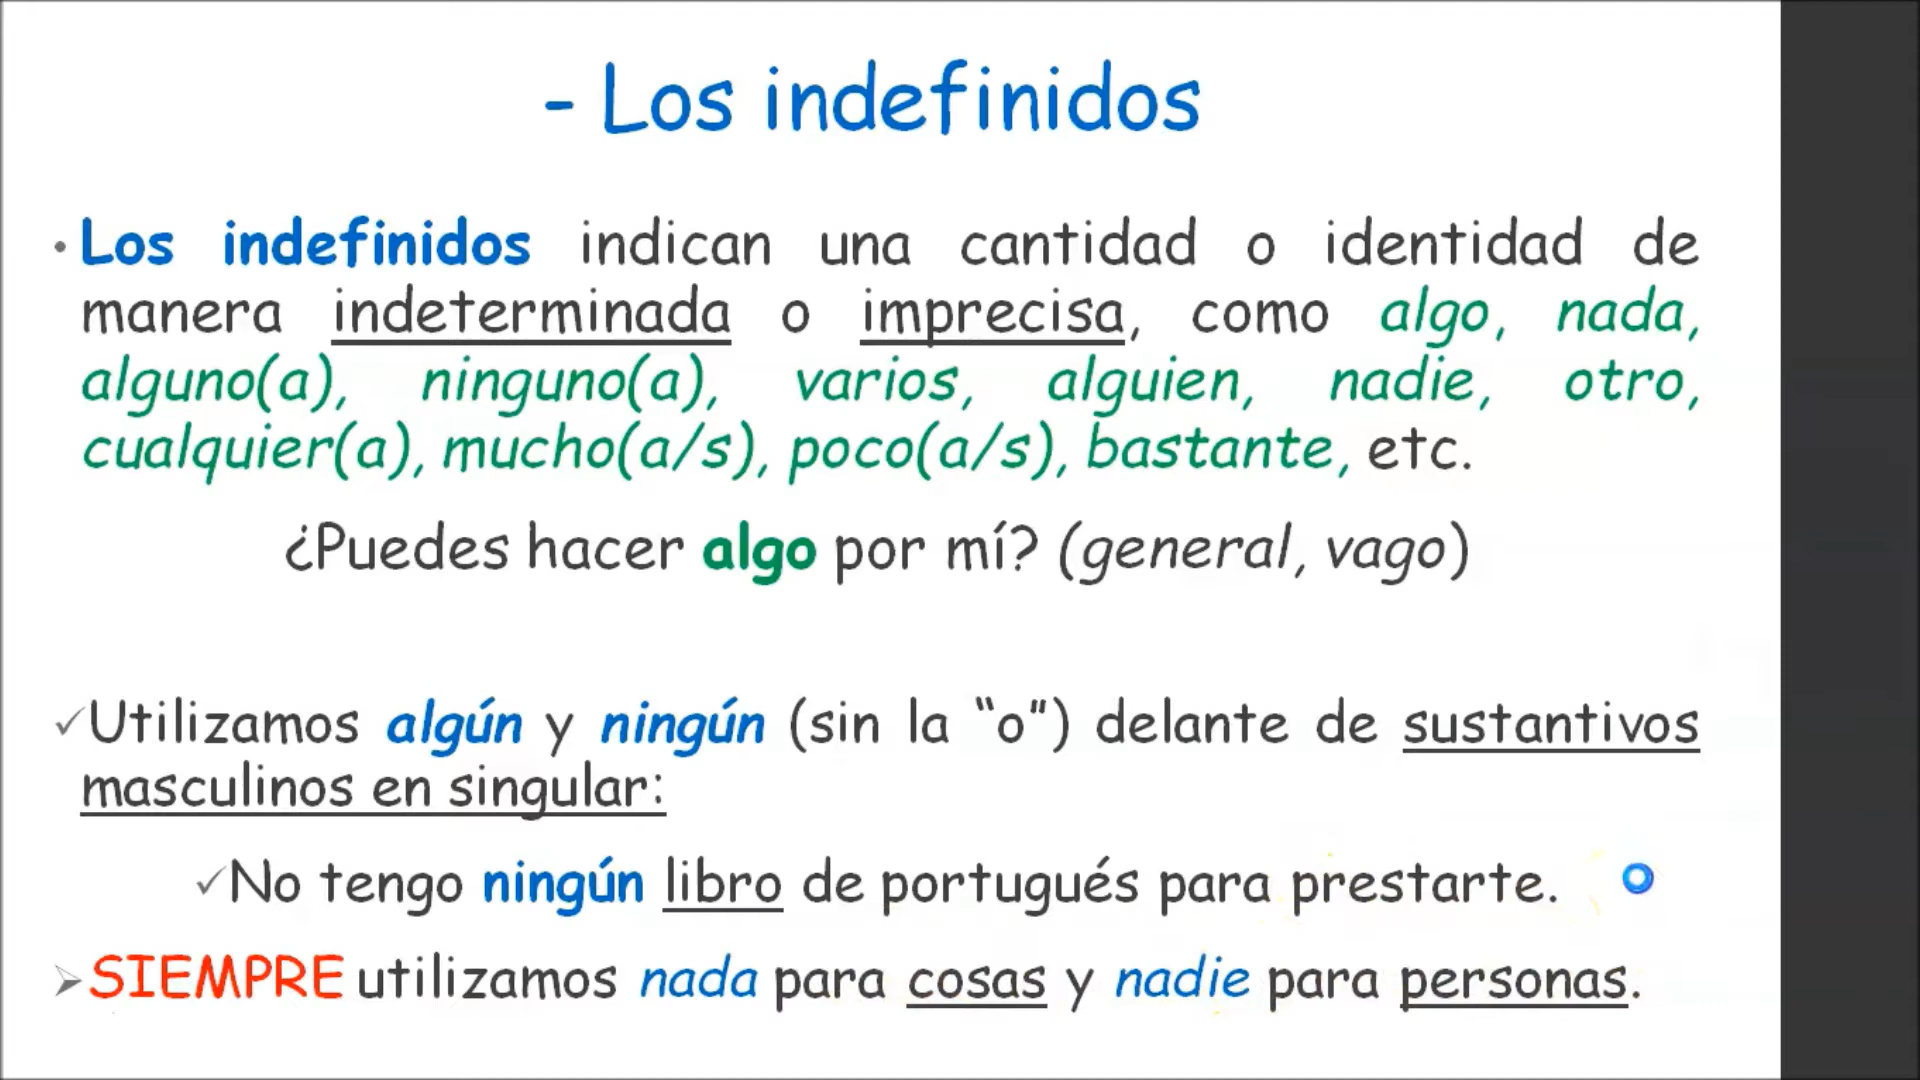 - Los indefinidos
• Los indefinidos indican una cantidad o identidad de
manera indeterminada o imprecisa, como algo, nada,
alguno(a), ninguno(a), varios, alguien, nadie, otro,
cualquier(a), mucho(a/s), poco(a/s), bastante, etc.
¿Puedes hacer algo por mí? (general, vago)
✓Utilizamos algún y ningún (sin la “o”) delante de sustantivos
masculinos en singular:
✓No tengo ningún libro de portugués para prestarte.
➢SIEMPRE utilizamos nada para cosas y nadie para personas.